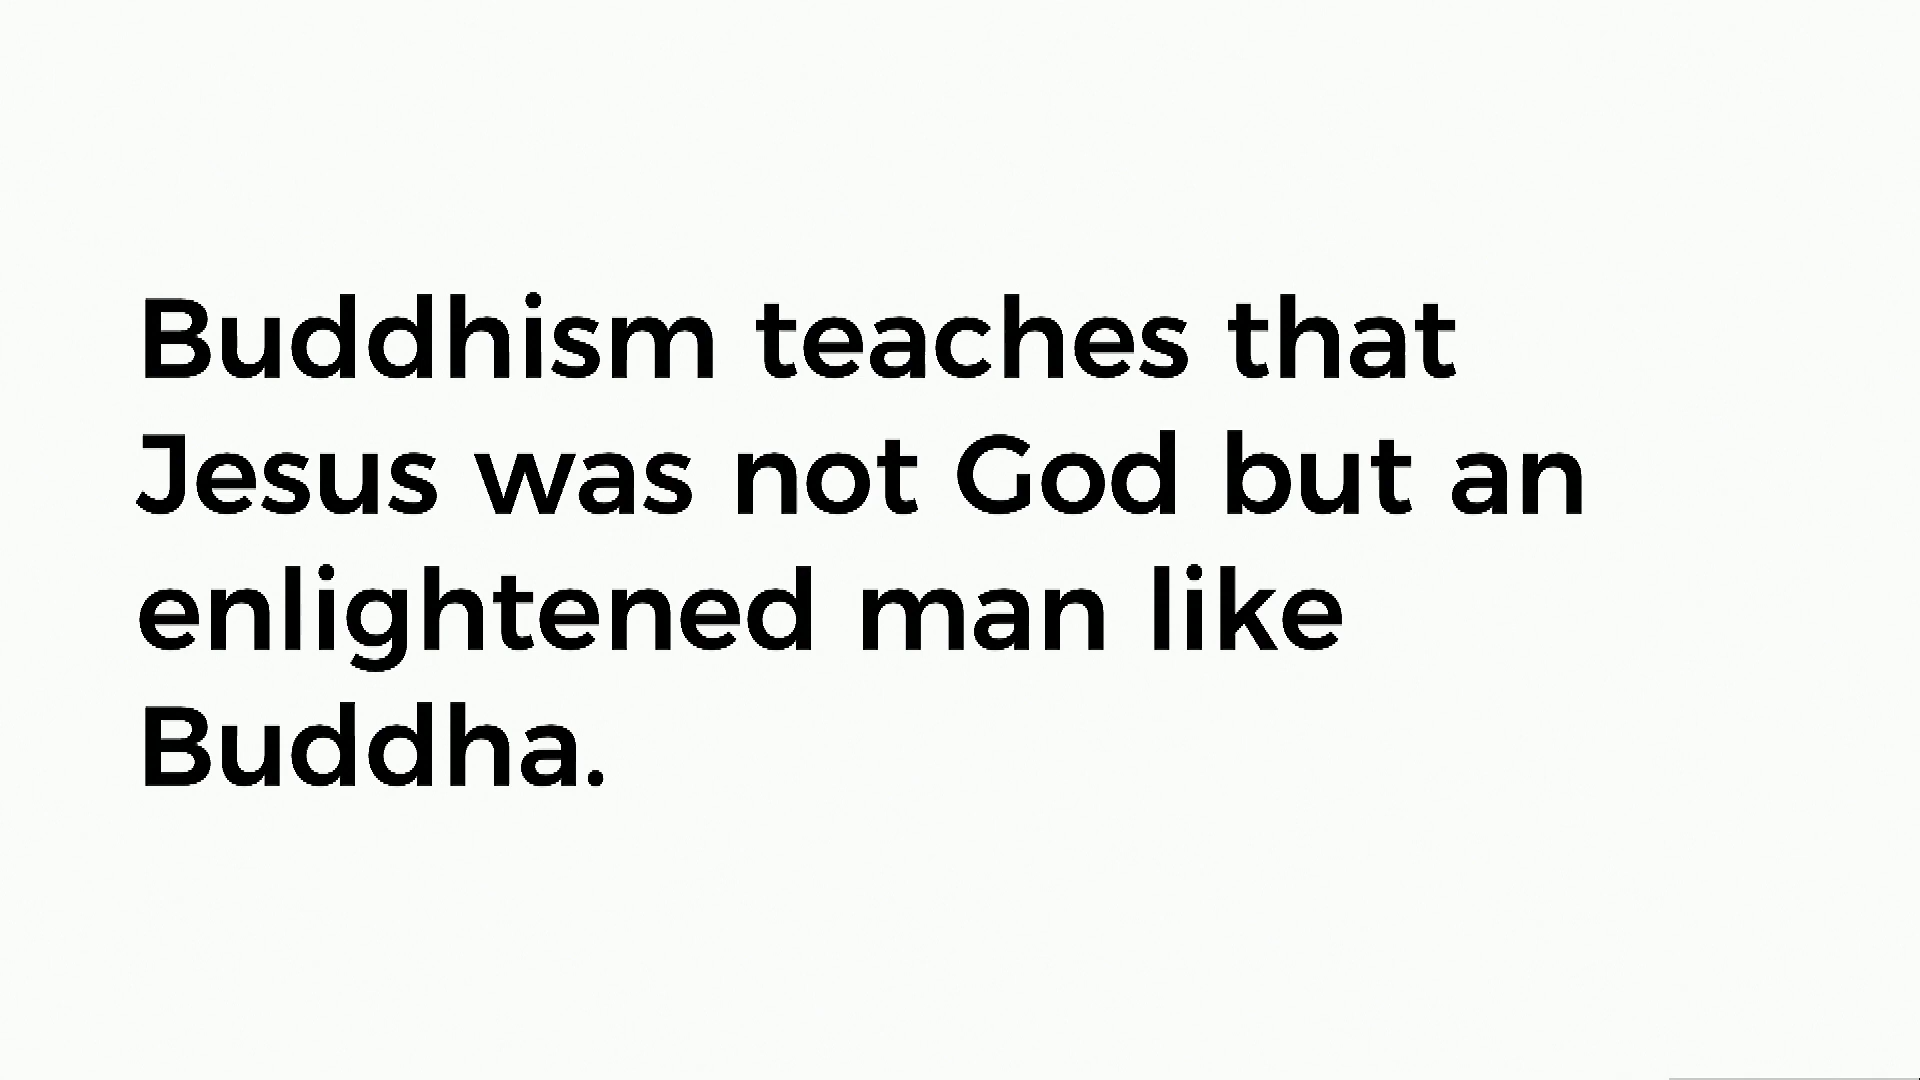 Buddhism teaches that
Jesus was not God but an
enlightened man like
Buddha.